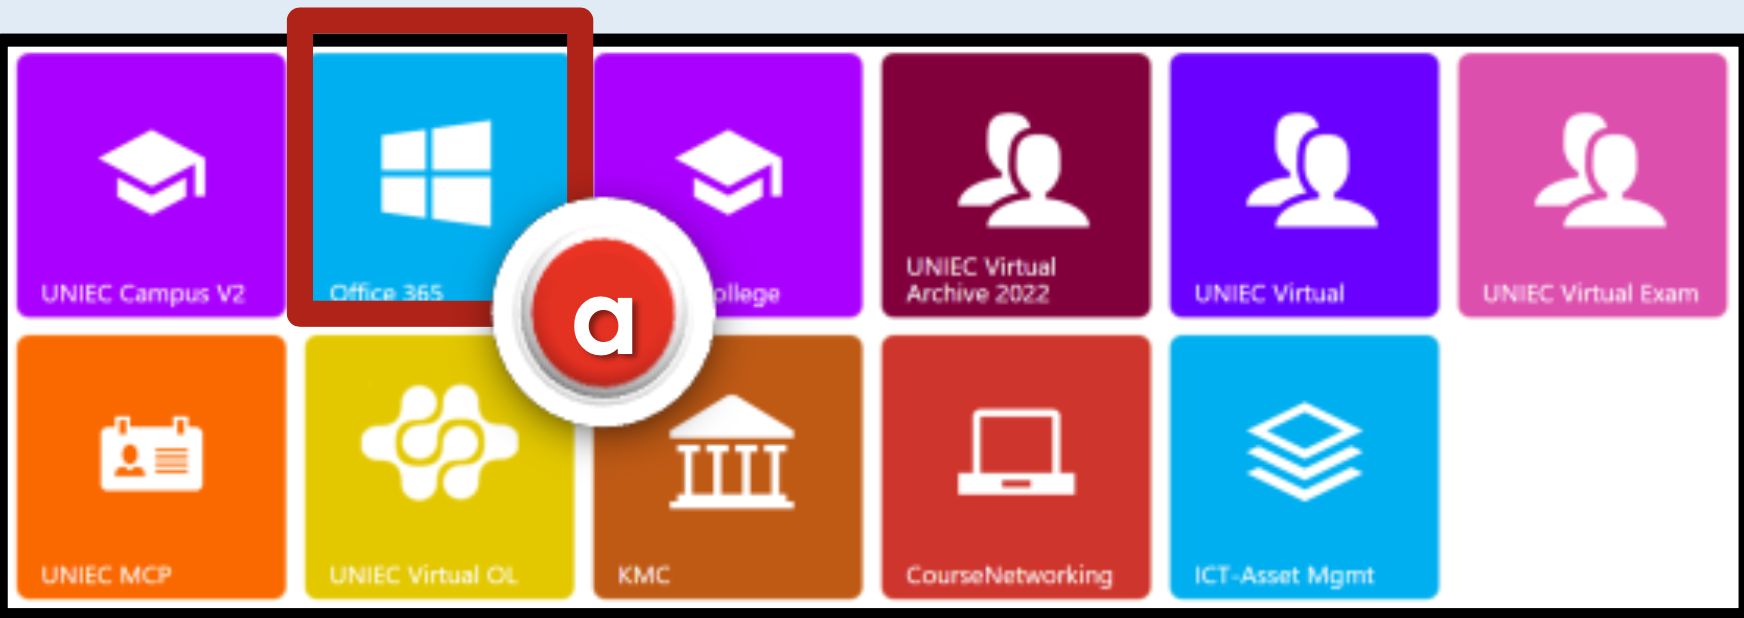 UNIEC Campus V2
Office 365
ollege
UNIEC Virtual
Archive 2022
UNIEC Virtual
UNIEC Virtual Exam
a
UNIEC MCP
UNIEC Virtual OL
KMC
CourseNetworking
ICT-Asset Mgmt